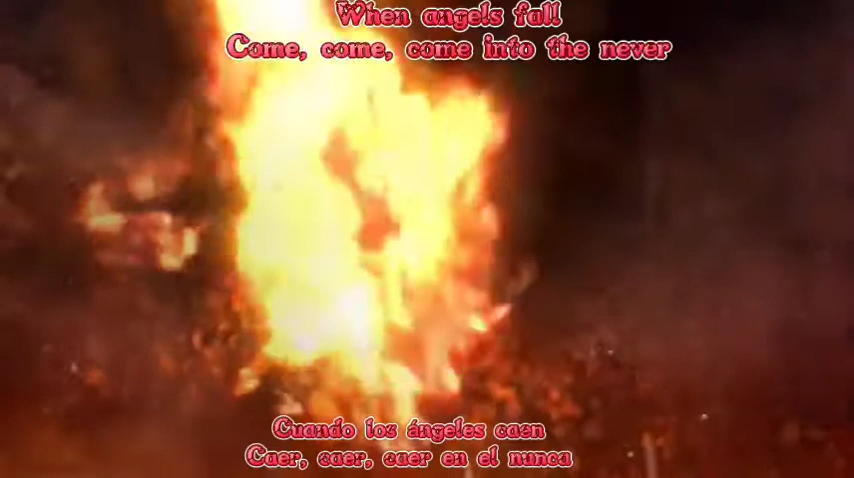 When angels fall
Come, come, come into the never
Cuando los ángeles caen
Caer, caer, caer en el nunca